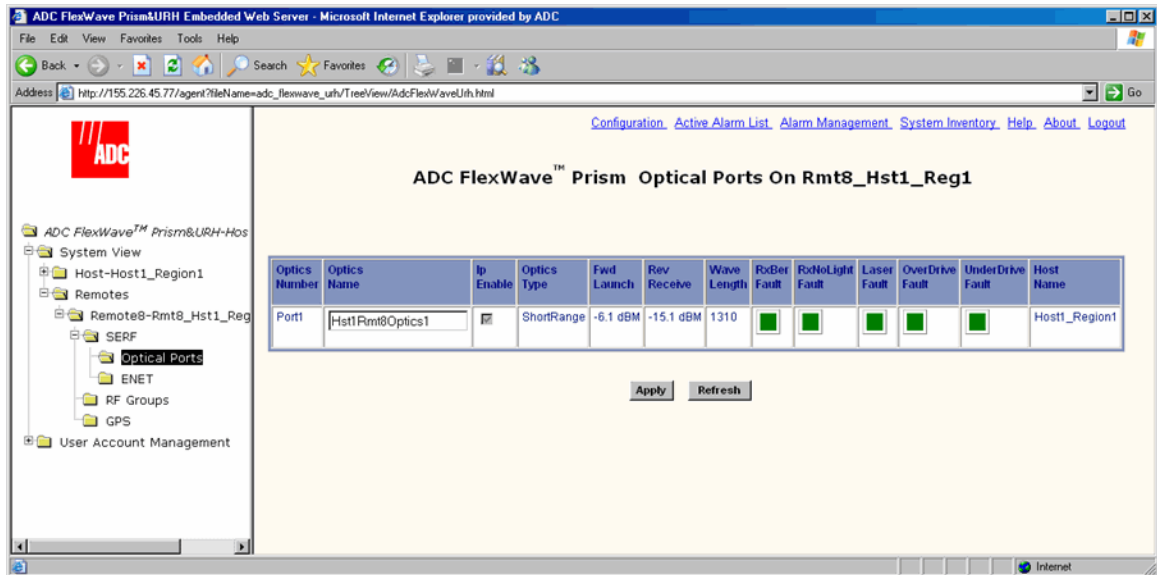 ADC FlexWave Prism&URH Embedded Web Server - Microsoft Internet Explorer provided by ADC
File Edit View Favorites Tools Help
Back Search Favorites
Address http://155.226.45.77/agent?fileName=adc_flexwave_urh/TreeView/AdcFlexWaveUrh.html Go
Configuration Active Alarm List Alarm Management System Inventory Help About Logout
ADC
ADC FlexWave™ Prism Optical Ports On Rmt8_Hst1_Reg1
ADC FlexWave™ Prism&URH-Hos
System View
Host-Host1_Region1
Remotes
Remote8-Rmt8_Hst1_Reg
SERF
Optical Ports
ENET
RF Groups
GPS
User Account Management
Optics Number Optics Name Ip Enable Optics Type Fwd Launch Rev Receive Wave Length RxBer Fault RxNoLight Fault Laser Fault OverDrive Fault UnderDrive Fault Host Name
Port1 Hst1Rmt8Optics1 ShortRange -6.1 dBM -15.1 dBM 1310 Host1_Region1
Apply Refresh
Internet